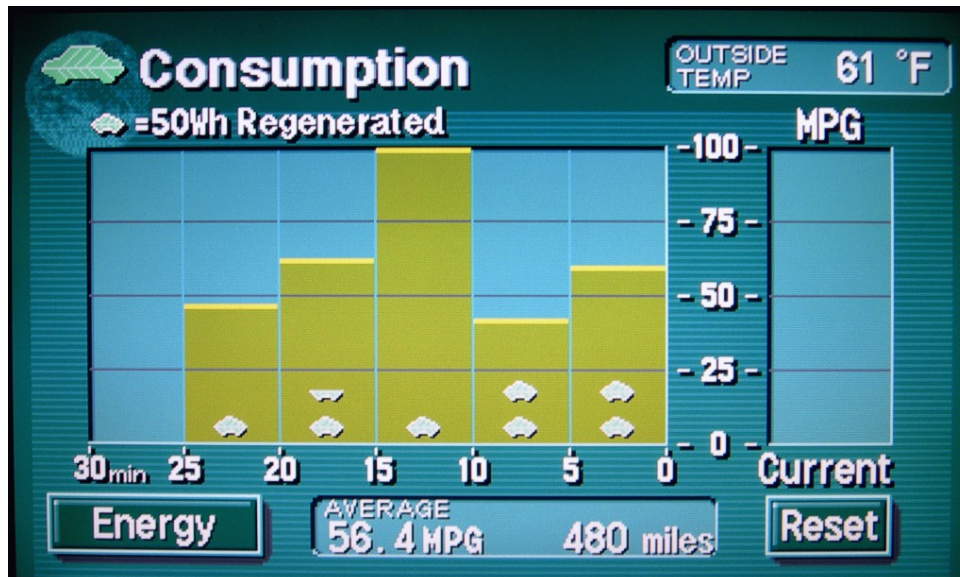 Consumption
OUTSIDE TEMP 61 °F
=50Wh Regenerated
MPG
100
75
50
25
0
30min 25 20 15 10 5 0
Current
Energy
AVERAGE
56.4 MPG 480 miles
Reset